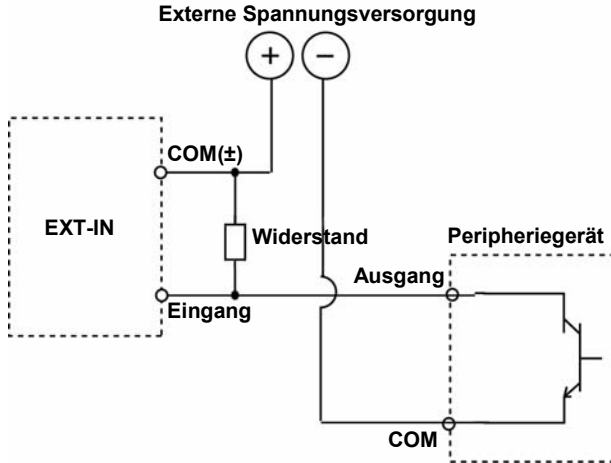 Externe Spannungsversorgung
+
−
COM(±)
EXT-IN
Widerstand
Peripheriegerät
Ausgang
Eingang
COM